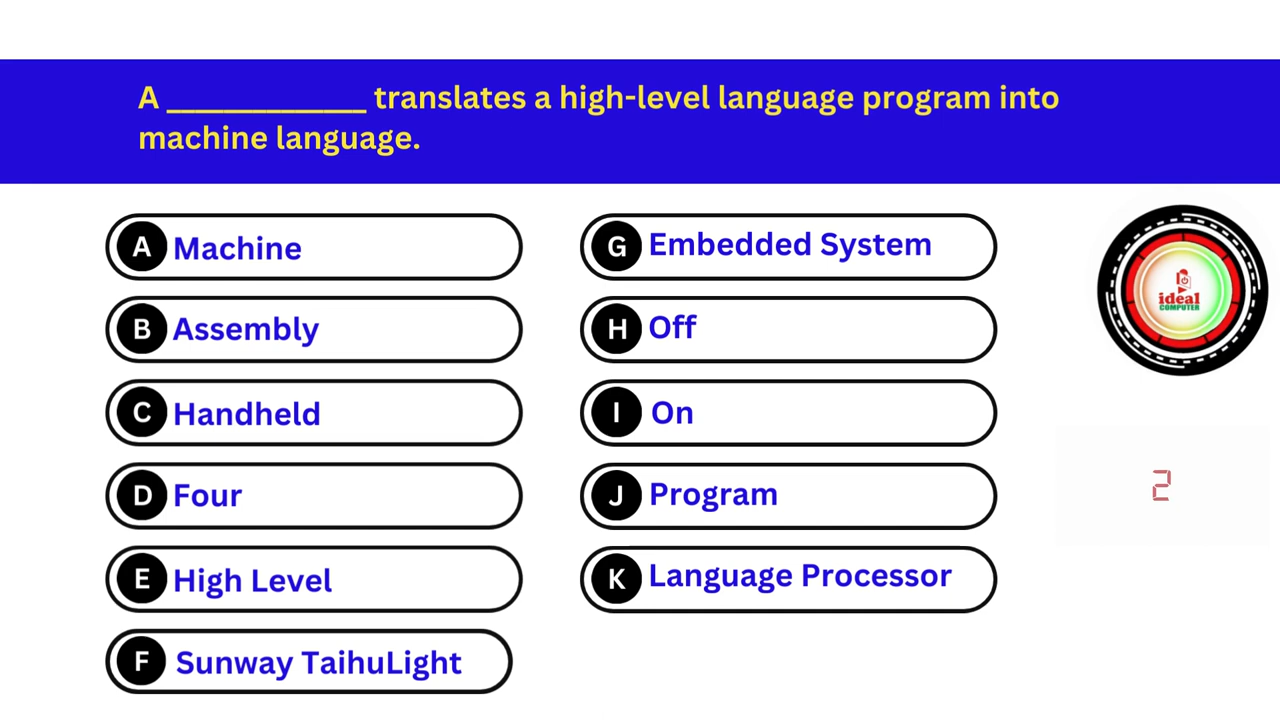 A ____________ translates a high-level language program into
machine language.
A Machine
B Assembly
C Handheld
D Four
E High Level
F Sunway TaihuLight
G Embedded System
H Off
I On
J Program
K Language Processor
ideal
COMPUTER
2